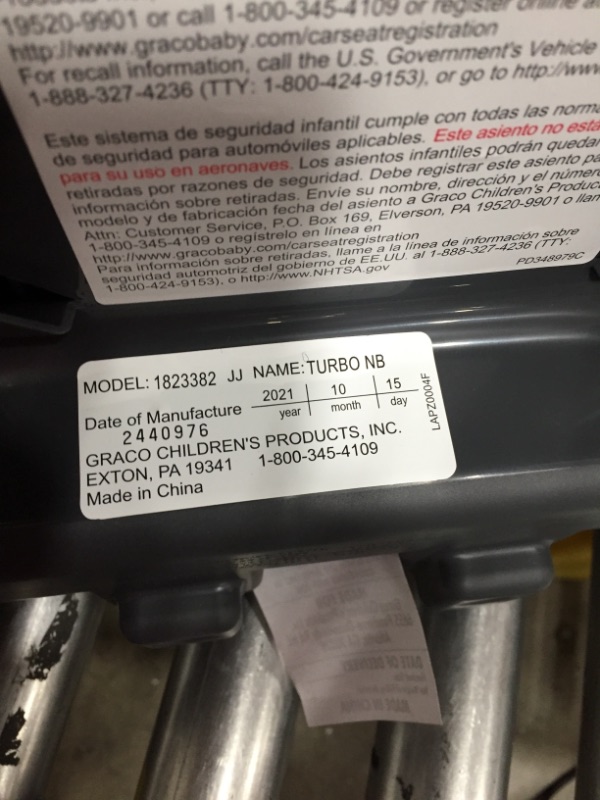 19520-9901 or call 1-800-345-4109 or register online at
http://www.gracobaby.com/carseatregistration
For recall information, call the U.S. Government's Vehicle
1-888-327-4236 (TTY: 1-800-424-9153), or go to http://www
Este sistema de seguridad infantil cumple con todas las norma
de seguridad para automóviles aplicables. Este asiento no está
para su uso en aeronaves. Los asientos infantiles podrán quedar
retiradas por razones de seguridad. Debe registrar este asiento pa
información sobre retiradas. Envíe su nombre, dirección y el número
modelo y de fabricación fecha del asiento a Graco Children's Produc
Attn: Customer Service, P.O. Box 169, Elverson, PA 19520-9901 o llam
1-800-345-4109 o regístrelo en línea en
http://www.gracobaby.com/carseatregistration
Para información sobre retiradas, llame a la línea de información sobre
seguridad automotriz del gobierno de EE.UU. al 1-888-327-4236 (TTY:
1-800-424-9153), o http://www.NHTSA.gov
PD348979C
MODEL: 1823382 JJ NAME: TURBO NB
Date of Manufacture 2021 10 15
year month day
2440976
GRACO CHILDREN'S PRODUCTS, INC.
EXTON, PA 19341 1-800-345-4109
Made in China
LAPZ0004F
DATE OF DELIVERY
MADE IN CHINA